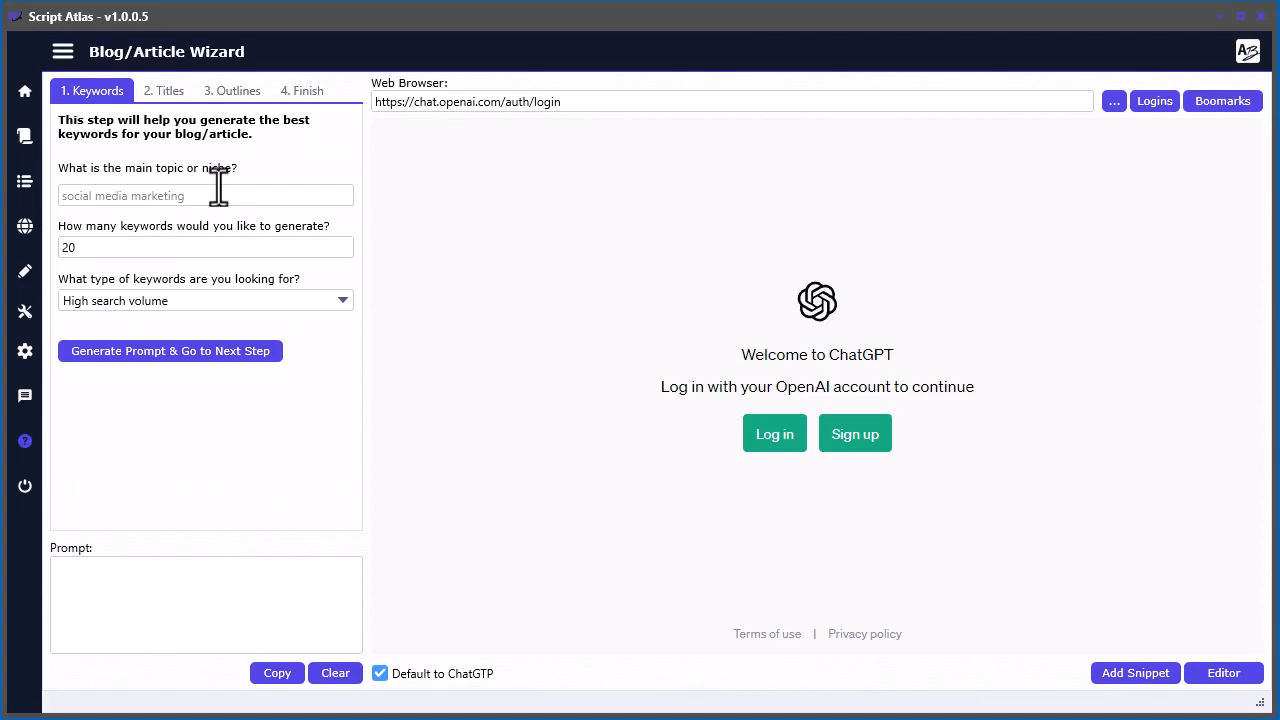 Script Atlas - v1.0.0.5
Blog/Article Wizard
1. Keywords
2. Titles
3. Outlines
4. Finish
This step will help you generate the best
keywords for your blog/article.
What is the main topic or niche?
social media marketing
How many keywords would you like to generate?
20
What type of keywords are you looking for?
High search volume
Generate Prompt & Go to Next Step
Prompt:
Copy
Clear
Web Browser:
https://chat.openai.com/auth/login
...
Logins
Boomarks
Welcome to ChatGPT
Log in with your OpenAI account to continue
Log in
Sign up
Terms of use | Privacy policy
Default to ChatGTP
Add Snippet
Editor